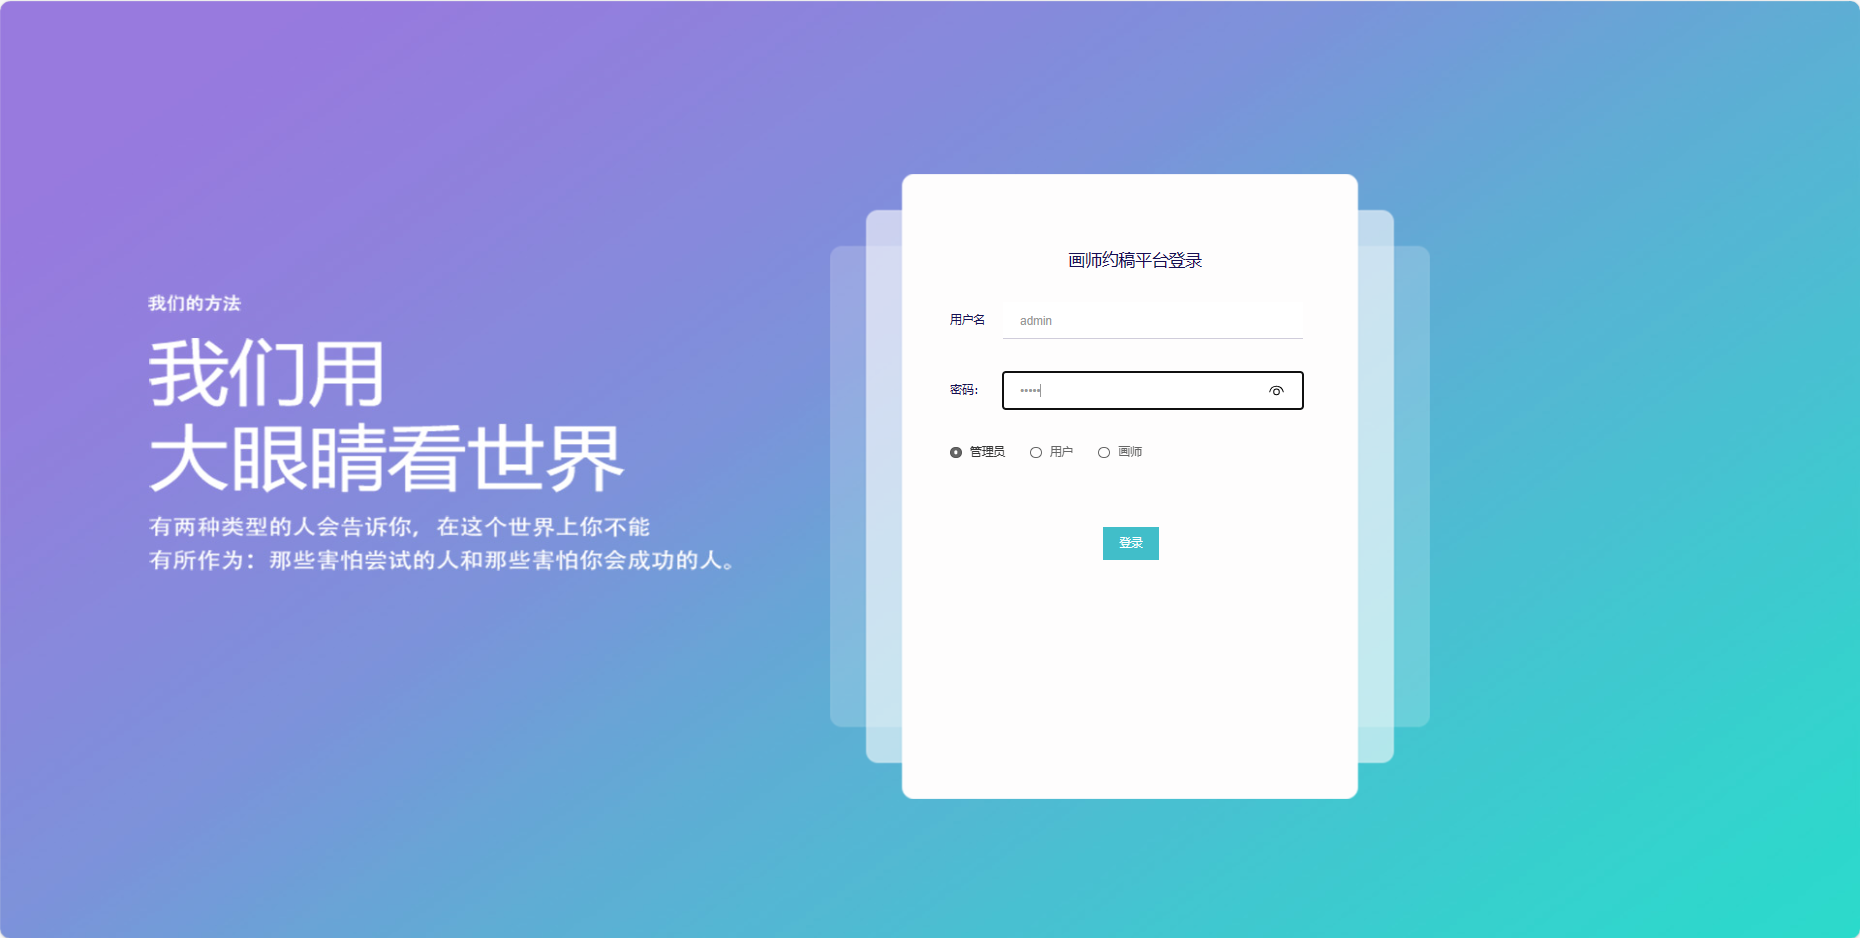 我们的方法
我们用
大眼睛看世界
有两种类型的人会告诉你，在这个世界上你不能
有所作为：那些害怕尝试的人和那些害怕你会成功的人。
画师约稿平台登录
用户名 admin
密码: •••••
管理员 用户 画师
登录